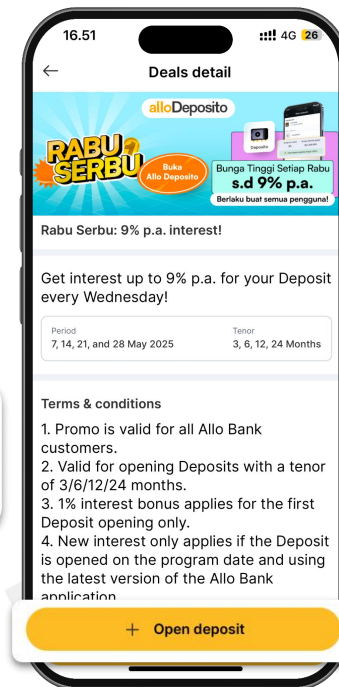 16.51
4G 26
Deals detail
alloDeposito
RABU
SERBU
Buka
Allo Deposito
Deposito
Bunga Tinggi Setiap Rabu
s.d 9% p.a.
Berlaku buat semua pengguna!
Rabu Serbu: 9% p.a. interest!
Get interest up to 9% p.a. for your Deposit
every Wednesday!
Period
7, 14, 21, and 28 May 2025
Tenor
3, 6, 12, 24 Months
Terms & conditions
1. Promo is valid for all Allo Bank
customers.
2. Valid for opening Deposits with a tenor
of 3/6/12/24 months.
3. 1% interest bonus applies for the first
Deposit opening only.
4. New interest only applies if the Deposit
is opened on the program date and using
the latest version of the Allo Bank
application
+ Open deposit